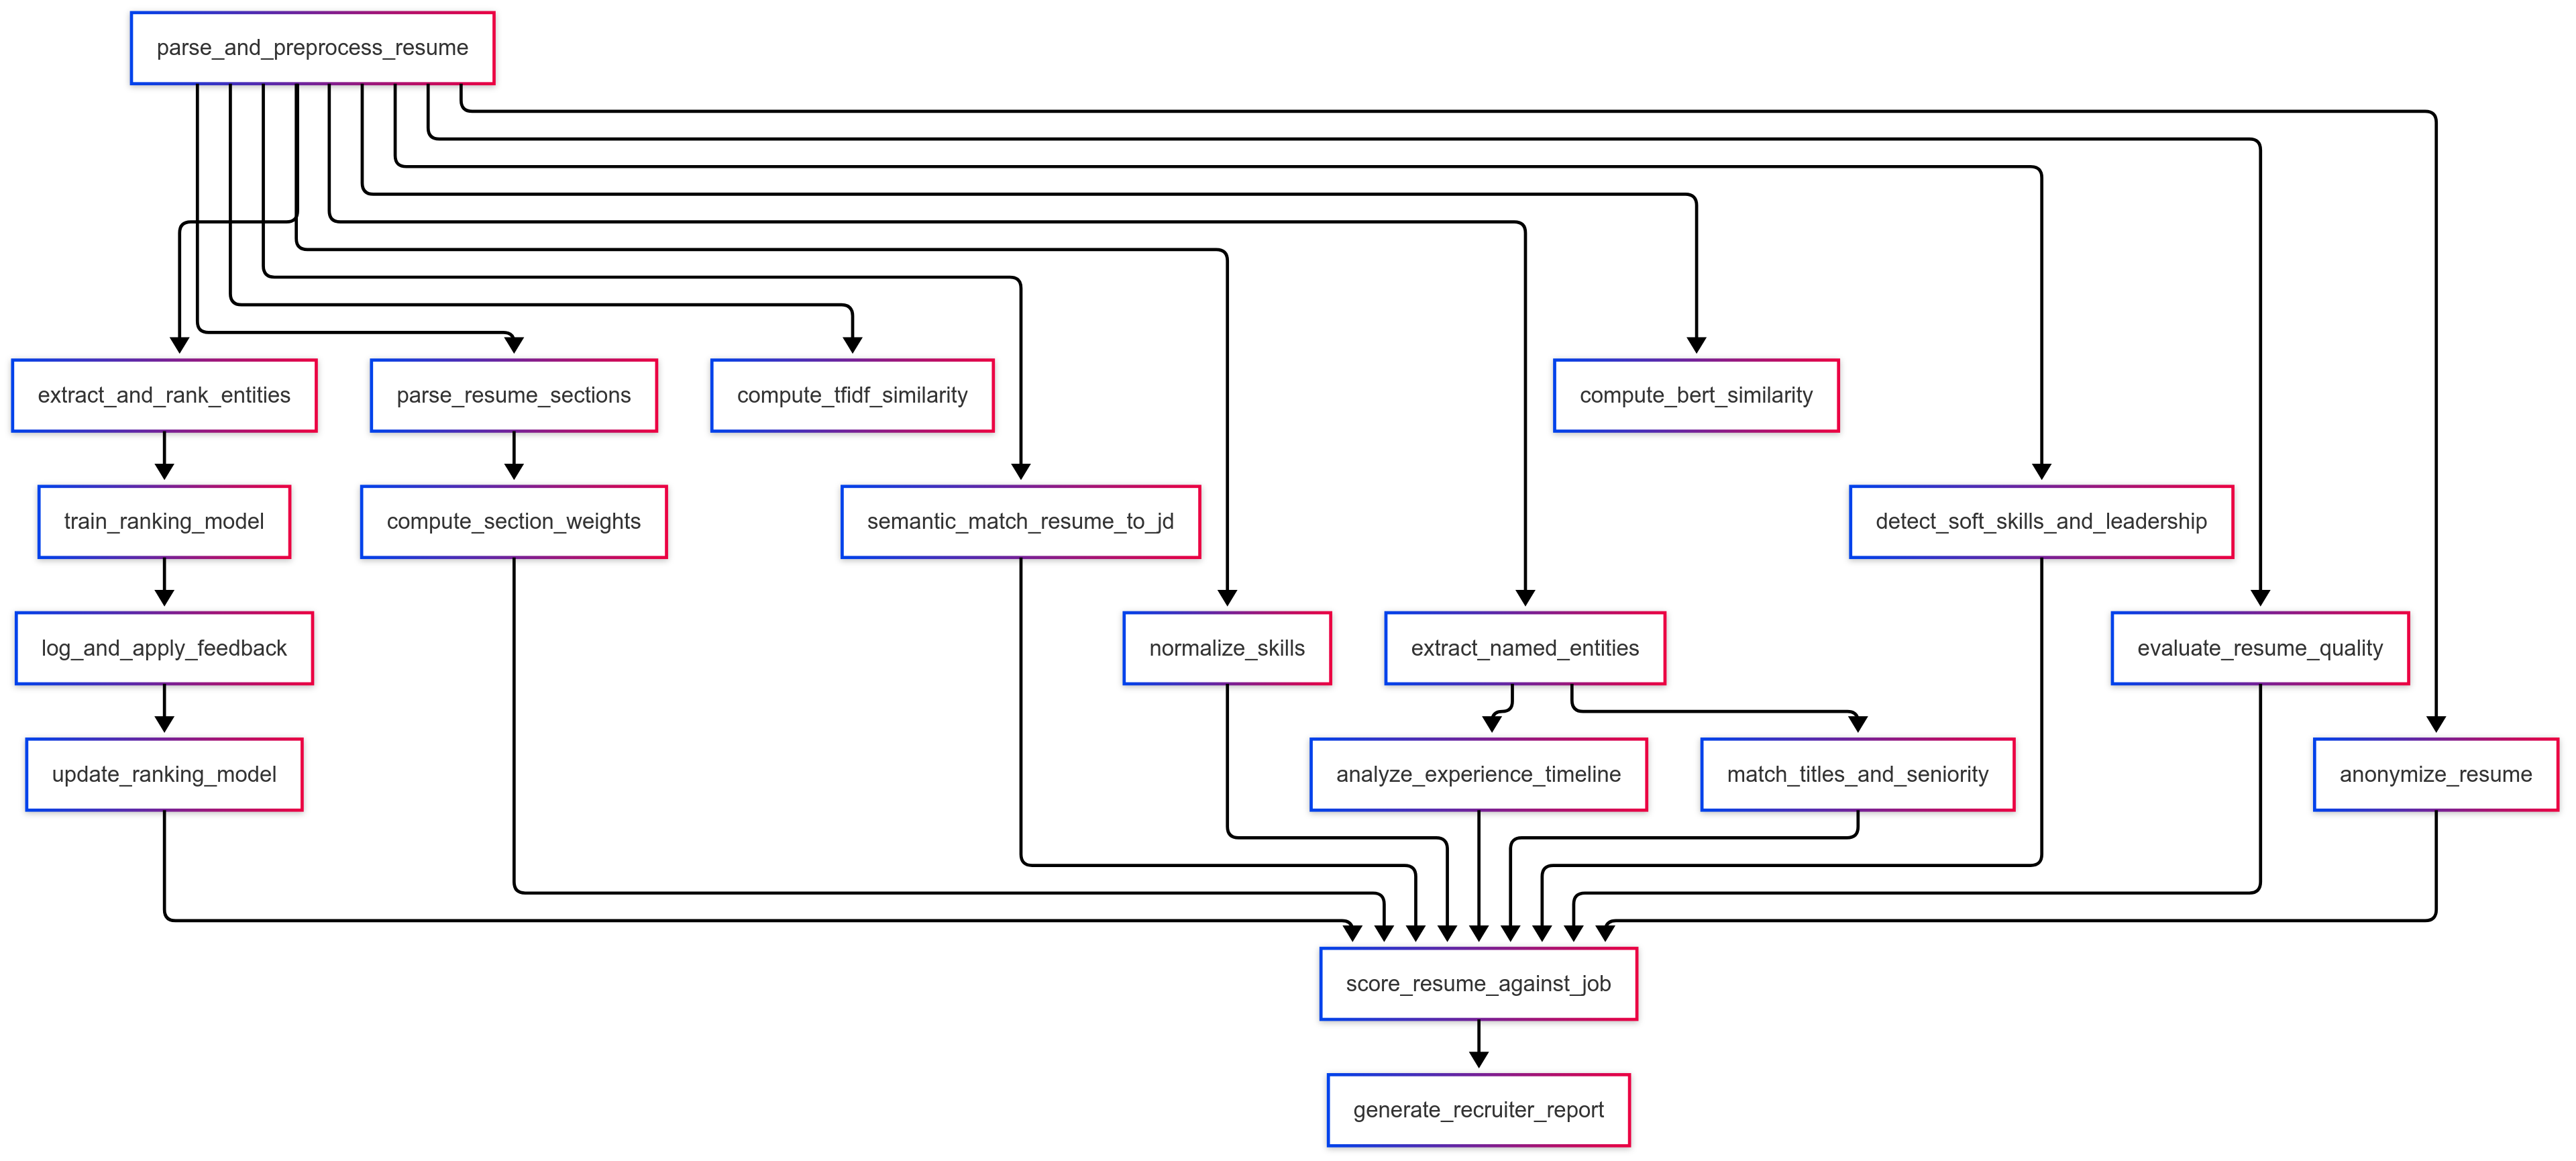 parse_and_preprocess_resume
extract_and_rank_entities
parse_resume_sections
compute_tfidf_similarity
compute_bert_similarity
train_ranking_model
compute_section_weights
semantic_match_resume_to_jd
detect_soft_skills_and_leadership
log_and_apply_feedback
normalize_skills
extract_named_entities
evaluate_resume_quality
update_ranking_model
analyze_experience_timeline
match_titles_and_seniority
anonymize_resume
score_resume_against_job
generate_recruiter_report